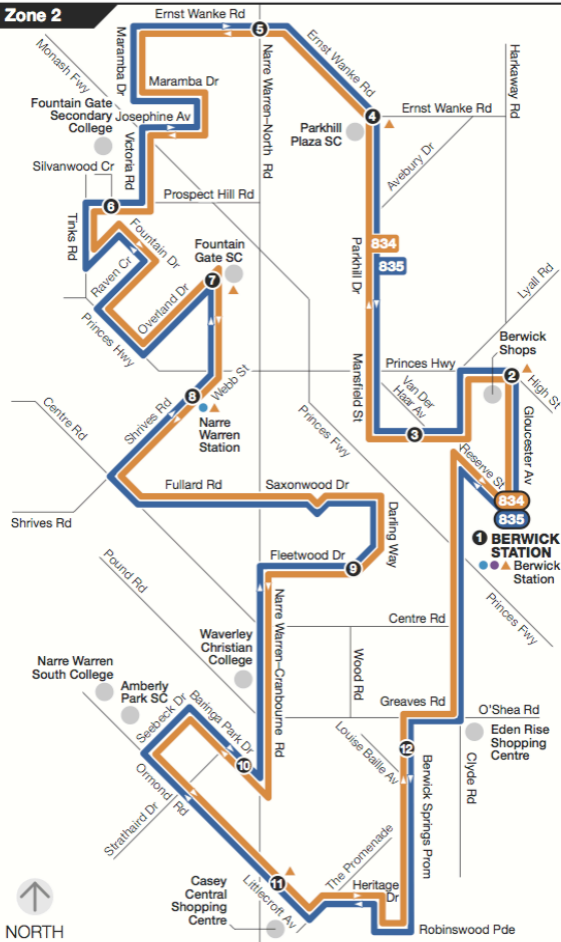 Zone 2
Ernst Wanke Rd
5
Monash Fwy
Maramba Dr
Ernst Wanke Rd
Narre Warren–North Rd
Harkaway Rd
Maramba Dr
Fountain Gate
Secondary
College
Josephine Av
4
Ernst Wanke Rd
Parkhill
Plaza SC
Avebury Dr
Silvanwood Cr
Victoria Rd
Prospect Hill Rd
6
Tinks Rd
Fountain Dr
Fountain
Gate SC
7
Raven Cr
Overland Dr
Princes Hwy
834
835
Parkhill Dr
Lyall Rd
Berwick
Shops
Princes Hwy
2
High St
Webb St
8
Shrives Rd
Narre
Warren
Station
Centre Rd
Mansfield St
Van Der
Haar Av
3
Gloucester Av
Princes Fwy
Reserve St
834
835
1 BERWICK
STATION
Berwick
Station
Fullard Rd
Saxonwood Dr
Shrives Rd
Darling Way
Fleetwood Dr
9
Pound Rd
Princes Fwy
Centre Rd
Narre Warren–Cranbourne Rd
Waverley
Christian
College
Wood Rd
Narre Warren
South College
Amberly
Park SC
Seebeck Dr
Baringa Park Dr
10
Greaves Rd
O'Shea Rd
Eden Rise
Shopping
Centre
12
Louise Baille Av
Berwick Springs Prom
Clyde Rd
Ormond Rd
Strathaird Dr
The Promenade
11
Casey
Central
Shopping
Centre
Littlecroft Av
Heritage
Dr
Robinswood Pde
NORTH